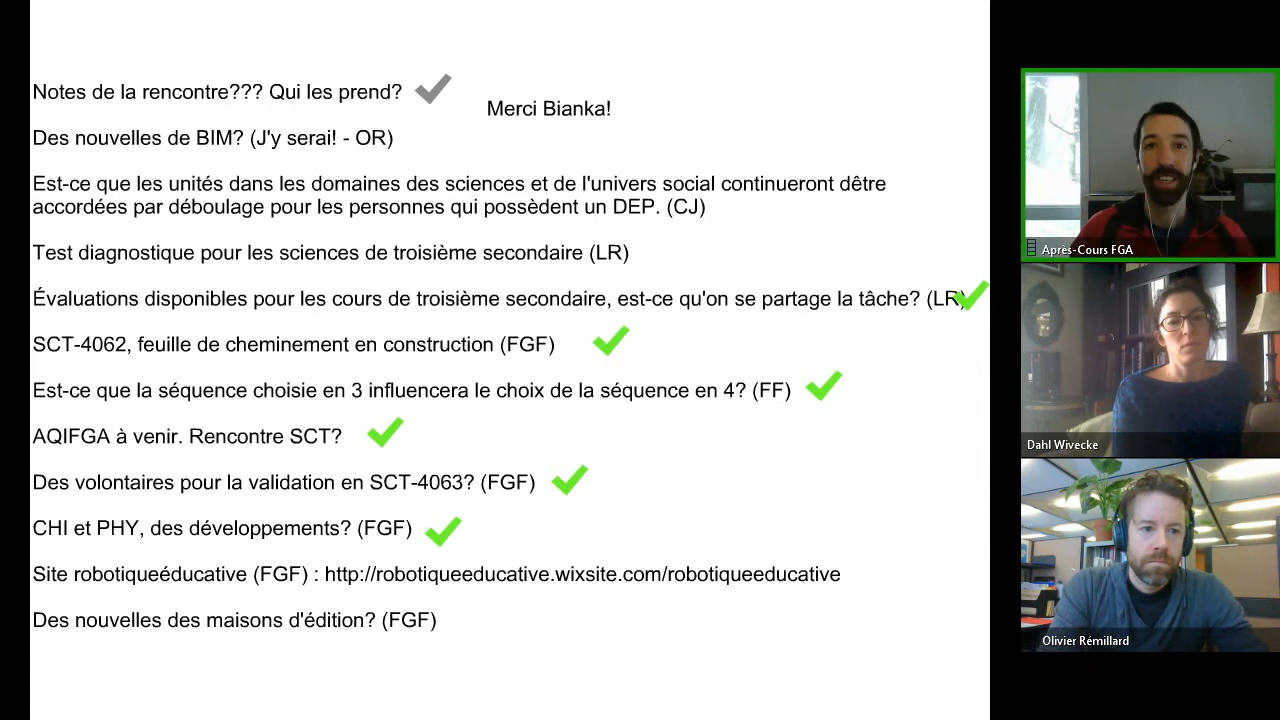 Notes de la rencontre??? Qui les prend?
Merci Bianka!
Des nouvelles de BIM? (J'y serai! - OR)
Est-ce que les unités dans les domaines des sciences et de l'univers social continueront dêtre
accordées par déboulage pour les personnes qui possèdent un DEP. (CJ)
Test diagnostique pour les sciences de troisième secondaire (LR)
Évaluations disponibles pour les cours de troisième secondaire, est-ce qu'on se partage la tâche? (LR)
SCT-4062, feuille de cheminement en construction (FGF)
Est-ce que la séquence choisie en 3 influencera le choix de la séquence en 4? (FF)
AQIFGA à venir. Rencontre SCT?
Des volontaires pour la validation en SCT-4063? (FGF)
CHI et PHY, des développements? (FGF)
Site robotiqueéducative (FGF) : http://robotiqueeducative.wixsite.com/robotiqueeducative
Des nouvelles des maisons d'édition? (FGF)
Après-Cours FGA
Dahl Wivecke
Olivier Rémillard